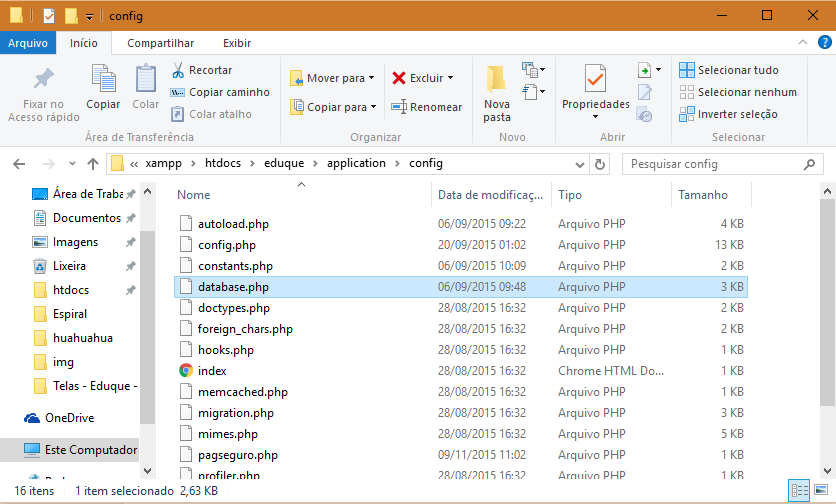 config
Arquivo Início Compartilhar Exibir
Fixar no Acesso rápido
Copiar
Colar
Recortar
Copiar caminho
Colar atalho
Área de Transferência
Mover para
Copiar para
Excluir
Renomear
Organizar
Nova pasta
Novo
Propriedades
Abrir
Selecionar tudo
Selecionar nenhum
Inverter seleção
Selecionar
« xampp > htdocs > eduque > application > config
Pesquisar config
Área de Traba
Documentos
Imagens
Lixeira
htdocs
Espiral
huahuahua
img
Telas - Eduque -
OneDrive
Este Computador
Nome Data de modificaç... Tipo Tamanho
autoload.php 06/09/2015 09:22 Arquivo PHP 4 KB
config.php 20/09/2015 01:02 Arquivo PHP 13 KB
constants.php 06/09/2015 10:09 Arquivo PHP 2 KB
database.php 06/09/2015 09:48 Arquivo PHP 3 KB
doctypes.php 28/08/2015 16:32 Arquivo PHP 2 KB
foreign_chars.php 28/08/2015 16:32 Arquivo PHP 2 KB
hooks.php 28/08/2015 16:32 Arquivo PHP 1 KB
index 28/08/2015 16:32 Chrome HTML Do... 1 KB
memcached.php 28/08/2015 16:32 Arquivo PHP 1 KB
migration.php 28/08/2015 16:32 Arquivo PHP 3 KB
mimes.php 28/08/2015 16:32 Arquivo PHP 5 KB
pagseguro.php 09/11/2015 11:02 Arquivo PHP 1 KB
profiler.php 28/08/2015 16:32 Arquivo PHP 1 KB
16 itens 1 item selecionado 2,63 KB